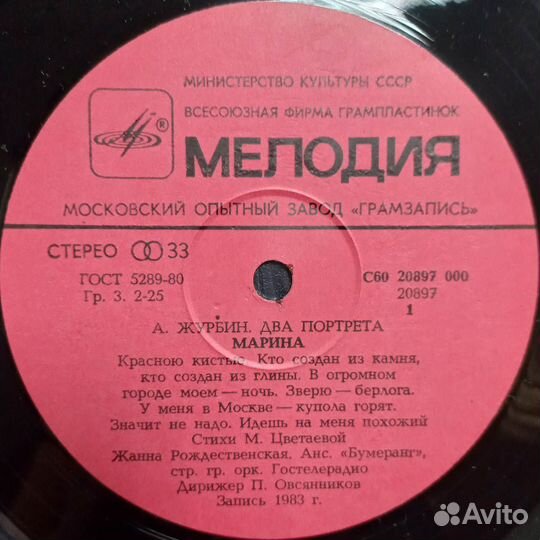 МИНИСТЕРСТВО КУЛЬТУРЫ СССР
ВСЕСОЮЗНАЯ ФИРМА ГРАМПЛАСТИНОК
®
МЕЛОДИЯ
МОСКОВСКИЙ ОПЫТНЫЙ ЗАВОД «ГРАМЗАПИСЬ»
СТЕРЕО 33
ГОСТ 5289-80
Гр. 3. 2-25
С60 20897 000
20897
1
А. ЖУРБИН. ДВА ПОРТРЕТА
МАРИНА
Красною кистью. Кто создан из камня,
кто создан из глины. В огромном
городе моем — ночь. Зверю — берлога.
У меня в Москве — купола горят.
Значит не надо. Идешь на меня похожий
Стихи М. Цветаевой
Жанна Рождественская. Анс. «Бумеранг»,
стр. гр. орк. Гостелерадио
Дирижер П. Овсянников
Запись 1983 г.
Avito